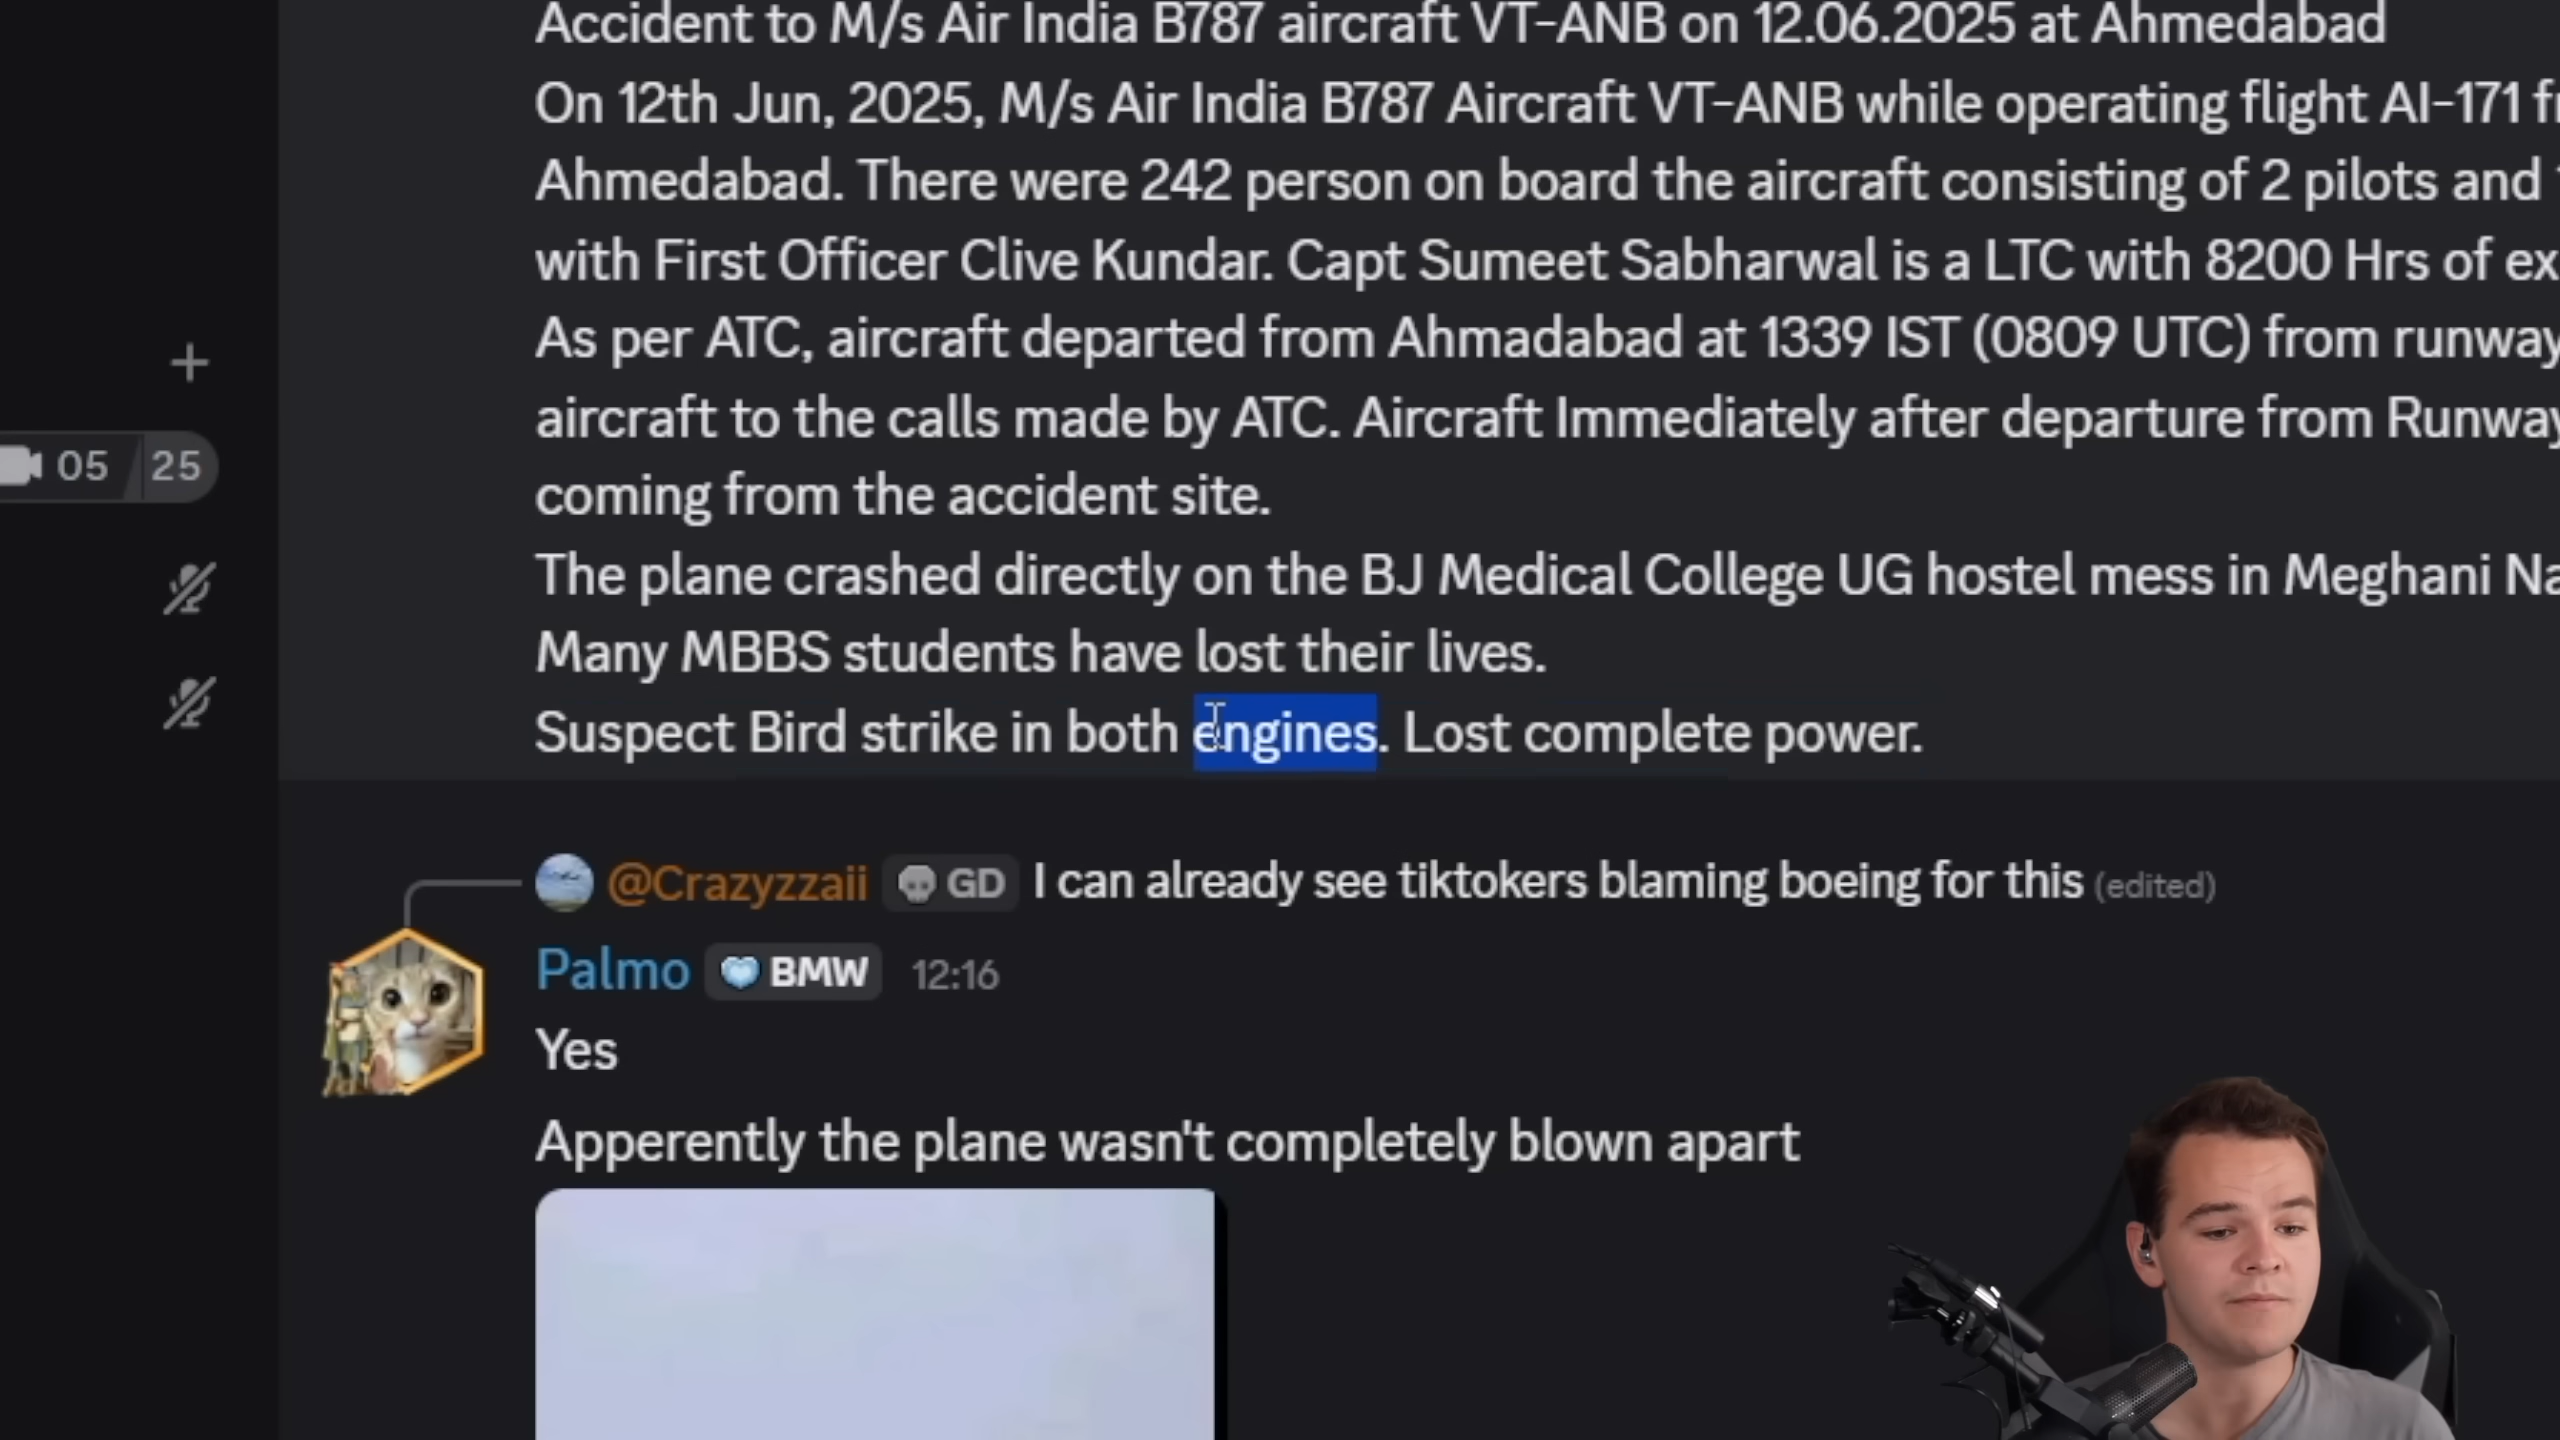 Accident to M/s Air India B787 aircraft VT-ANB on 12.06.2025 at Ahmedabad
On 12th Jun, 2025, M/s Air India B787 Aircraft VT-ANB while operating flight AI-171
Ahmedabad. There were 242 person on board the aircraft consisting of 2 pilots and
with First Officer Clive Kundar. Capt Sumeet Sabharwal is a LTC with 8200 Hrs of ex
As per ATC, aircraft departed from Ahmadabad at 1339 IST (0809 UTC) from runway
aircraft to the calls made by ATC. Aircraft Immediately after departure from Runway
05 25
coming from the accident site.
The plane crashed directly on the BJ Medical College UG hostel mess in Meghani Na
Many MBBS students have lost their lives.
Suspect Bird strike in both engines. Lost complete power.
@Crazyzzaii GD I can already see tiktokers blaming boeing for this (edited)
Palmo BMW 12:16
Yes
Apperently the plane wasn't completely blown apart